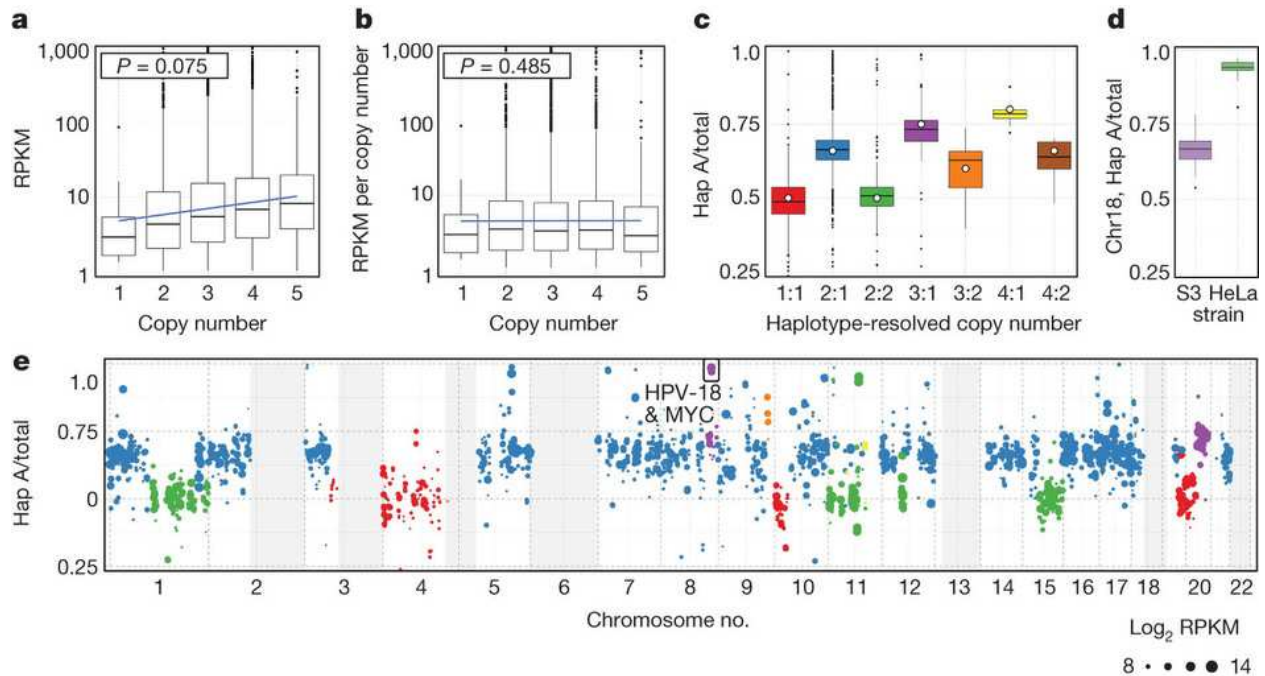 a
1,000
100
10
1
RPKM
P = 0.075
1 2 3 4 5
Copy number
b
1,000
100
10
1
RPKM per copy number
P = 0.485
1 2 3 4 5
Copy number
c
1.0
0.75
0.5
0.25
Hap A/total
1:1 2:1 2:2 3:1 3:2 4:1 4:2
Haplotype-resolved copy number
d
1.0
0.75
0.5
0.25
Chr18, Hap A/total
S3 HeLa
strain
e
1.0
0.75
0
0.25
Hap A/total
HPV-18
& MYC
1 2 3 4 5 6 7 8 9 10 11 12 13 14 15 16 17 18 20 22
Chromosome no.
Log2 RPKM
8 14